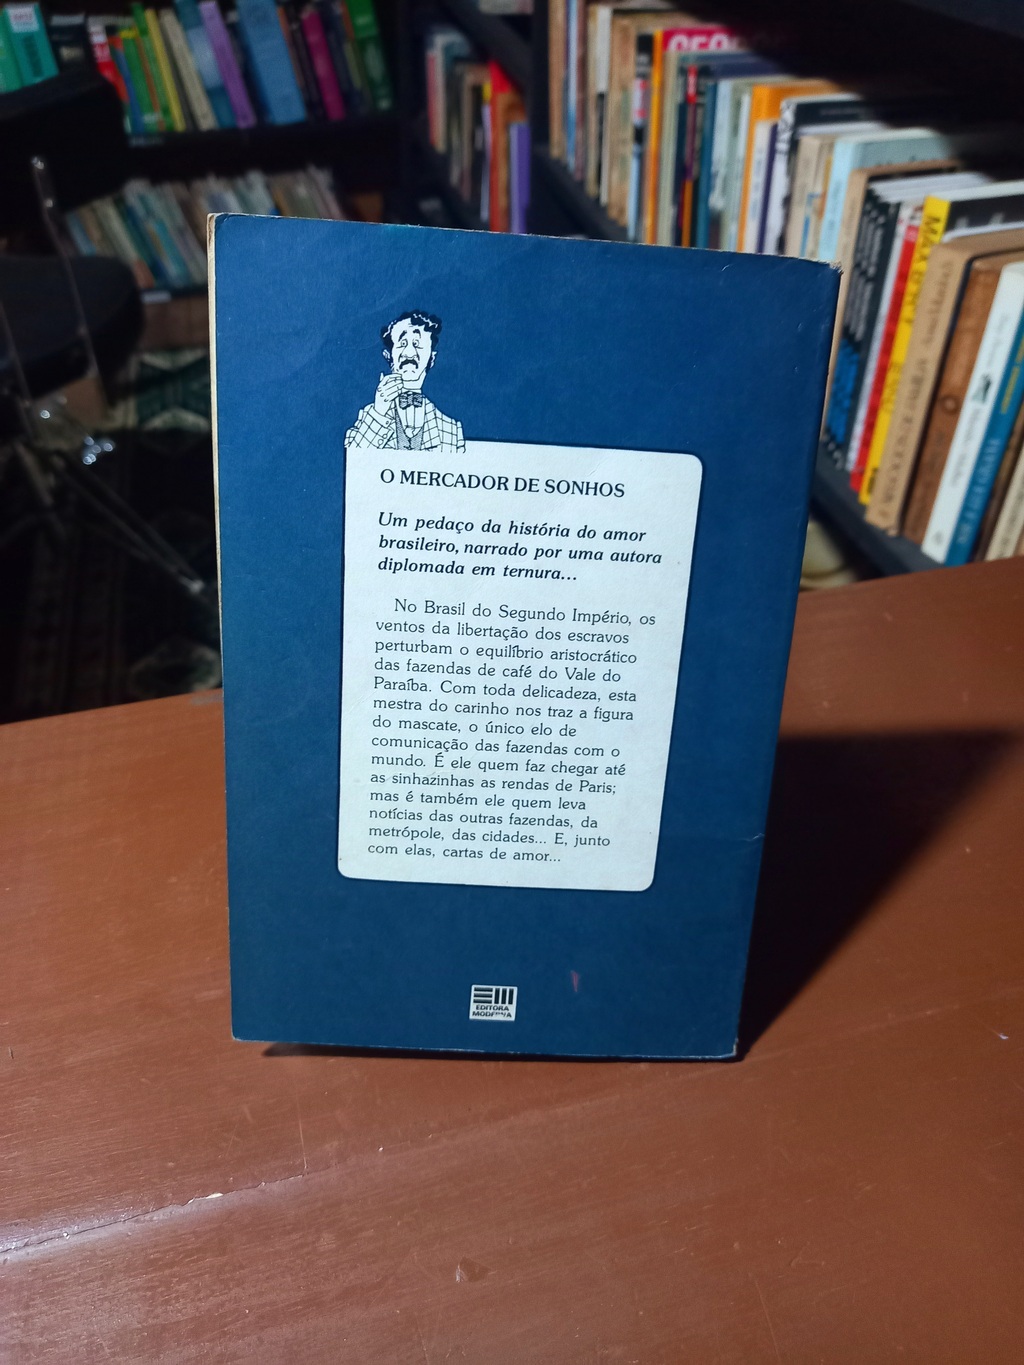 O MERCADOR DE SONHOS
Um pedaço da história do amor
brasileiro, narrado por uma autora
diplomada em ternura...
No Brasil do Segundo Império, os
ventos da libertação dos escravos
perturbam o equilíbrio aristocrático
das fazendas de café do Vale do
Paraíba. Com toda delicadeza, esta
mestra do carinho nos traz a figura
do mascate, o único elo de
comunicação das fazendas com o
mundo. É ele quem faz chegar até
as sinhazinhas as rendas de Paris;
mas é também ele quem leva
notícias das outras fazendas, da
metrópole, das cidades... E, junto
com elas, cartas de amor...
EDITORA
MODERNA